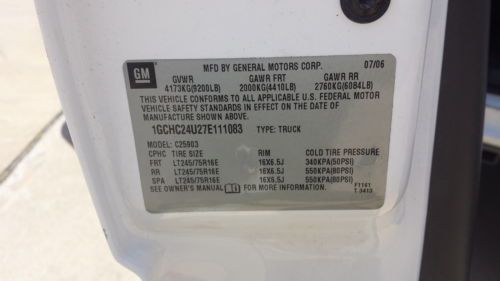 GM
MFD BY GENERAL MOTORS CORP. 07/06
GVWR GAWR FRT GAWR RR
4173KG(9200LB) 2000KG(4410LB) 2760KG(6084LB)
THIS VEHICLE CONFORMS TO ALL APPLICABLE U.S. FEDERAL MOTOR
VEHICLE SAFETY STANDARDS IN EFFECT ON THE DATE OF
MANUFACTURE SHOWN ABOVE.
1GCHC24U27E111083 TYPE: TRUCK
MODEL: C25903
CPHC TIRE SIZE RIM COLD TIRE PRESSURE
FRT LT245/75R16E 16X6.5J 340KPA(50PSI)
RR LT245/75R16E 16X6.5J 550KPA(80PSI)
SPA LT245/75R16E 16X6.5J 550KPA(80PSI)
SEE OWNER'S MANUAL FOR MORE INFORMATION. F1161
T 3413